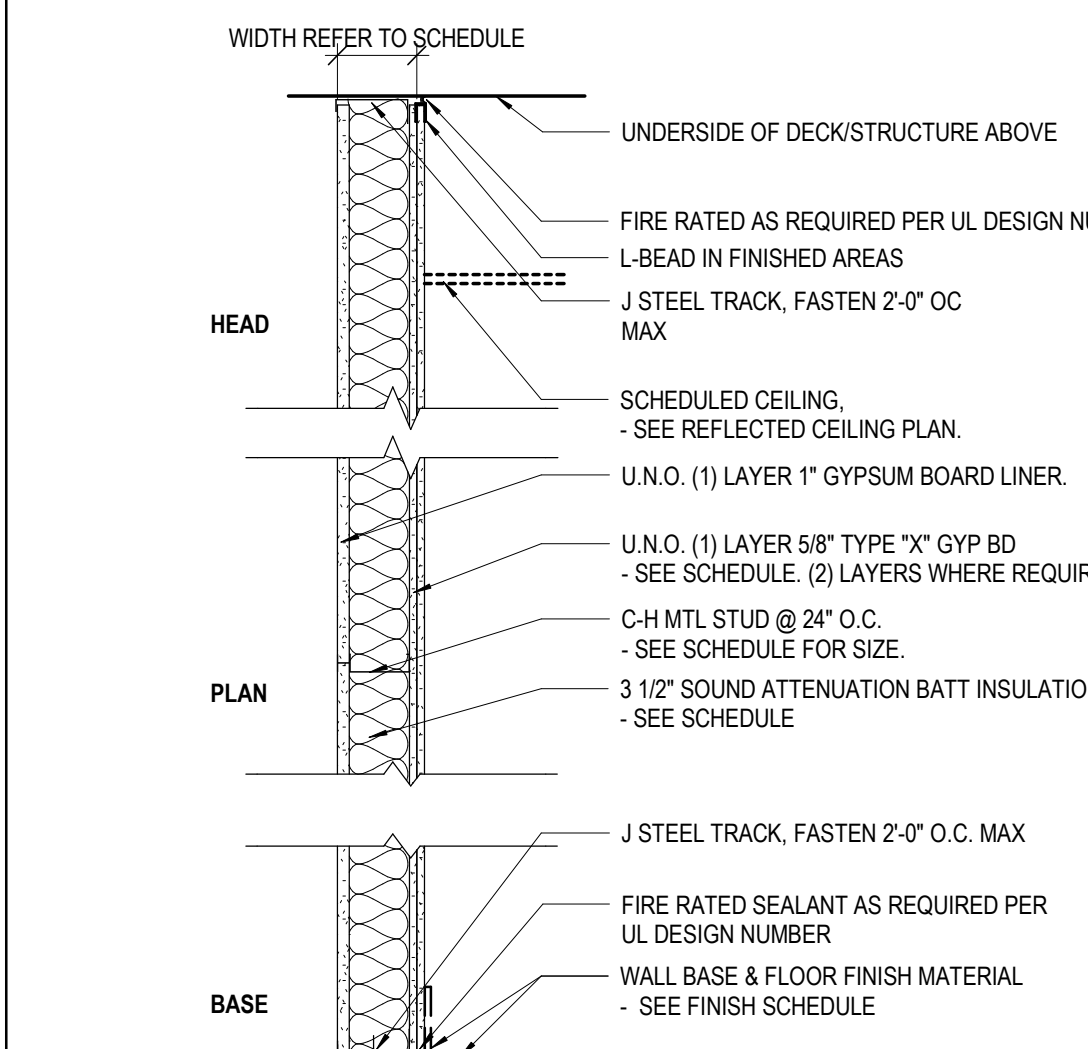 WIDTH REFER TO SCHEDULE
UNDERSIDE OF DECK/STRUCTURE ABOVE
FIRE RATED AS REQUIRED PER UL DESIGN
L-BEAD IN FINISHED AREAS
J STEEL TRACK, FASTEN 2'-0" OC
MAX
HEAD
SCHEDULED CEILING,
- SEE REFLECTED CEILING PLAN.
U.N.O. (1) LAYER 1" GYPSUM BOARD LINER.
U.N.O. (1) LAYER 5/8" TYPE "X" GYP BD
- SEE SCHEDULE. (2) LAYERS WHERE
C-H MTL STUD @ 24" O.C.
- SEE SCHEDULE FOR SIZE.
PLAN
3 1/2" SOUND ATTENUATION BATT
- SEE SCHEDULE
J STEEL TRACK, FASTEN 2'-0" O.C. MAX
FIRE RATED SEALANT AS REQUIRED PER
UL DESIGN NUMBER
WALL BASE & FLOOR FINISH MATERIAL
- SEE FINISH SCHEDULE
BASE